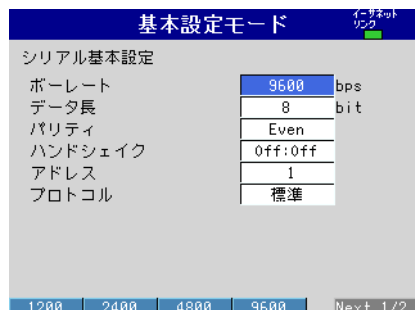 基本設定モード
イーサネット
リンク
シリアル基本設定
ボーレート 9600 bps
データ長 8 bit
パリティ Even
ハンドシェイク Off:Off
アドレス 1
プロトコル 標準
1200 2400 4800 9600 Next 1/2